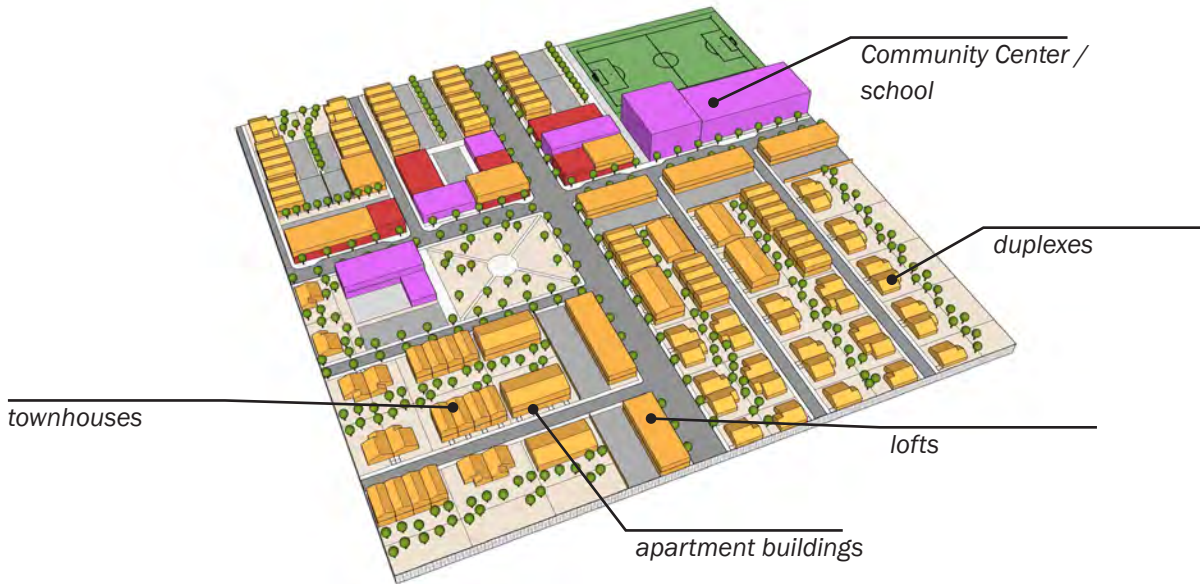 Community Center /
school
duplexes
townhouses
lofts
apartment buildings